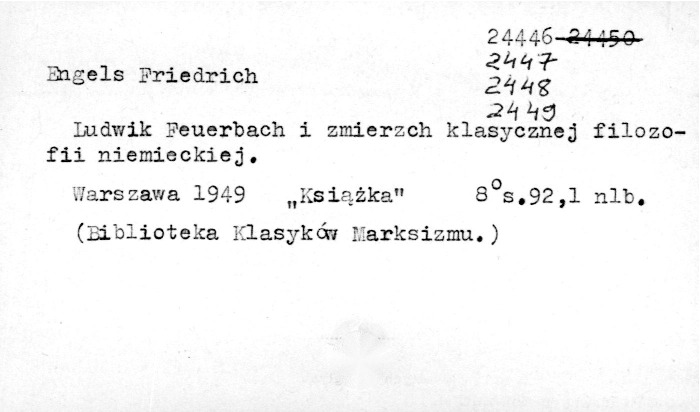 24446-24450
2447
Engels Friedrich
2448
2449
Ludwik Feuerbach i zmierzch klasycznej filozo-
fii niemieckiej.
Warszawa 1949 „Książka" 8°s.92,1 nlb.
(Biblioteka Klasyków Marksizmu.)